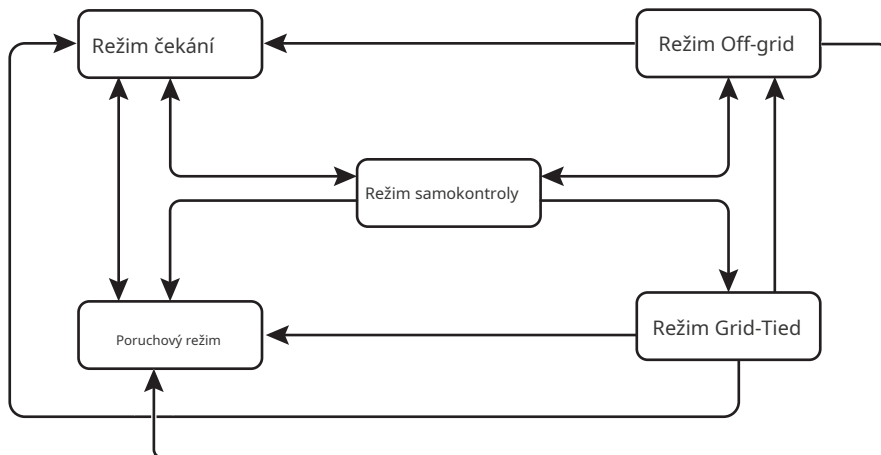 Režim čekání
Režim Off-grid
Režim samokontroly
Poruchový režim
Režim Grid-Tied